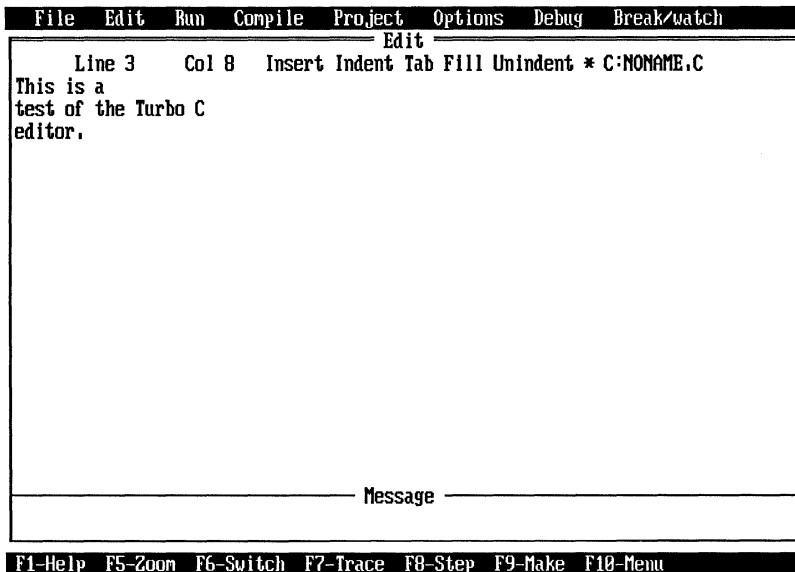 File Edit Run Compile Project Options Debug Break/watch
Edit
Line 3 Col 8 Insert Indent Tab Fill Unindent * C:NONAME.C
This is a
test of the Turbo C
editor.
Message
F1-Help F5-Zoom F6-Switch F7-Trace F8-Step F9-Make F10-Menu